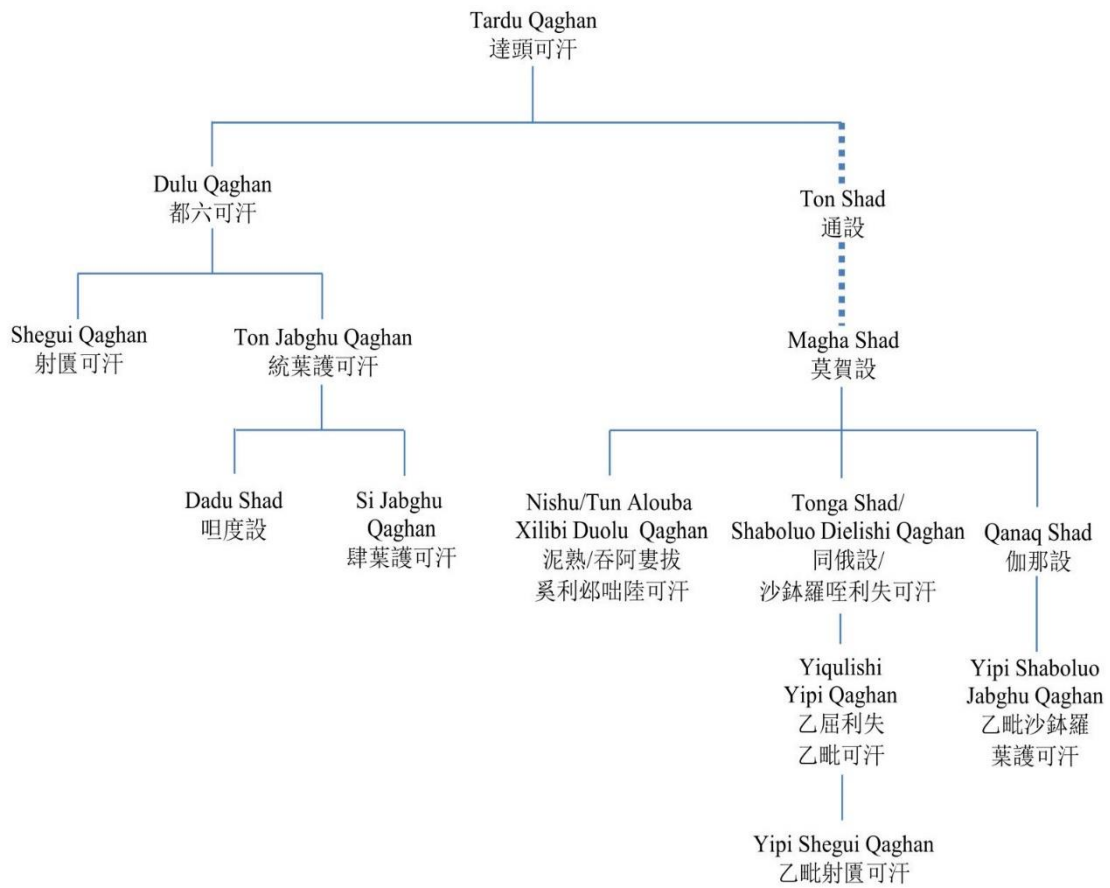 Tardu Qaghan
達頭可汗
Dulu Qaghan
都六可汗
Ton Shad
通設
Shegui Qaghan
射匱可汗
Ton Jabghu Qaghan
統葉護可汗
Magha Shad
莫賀設
Dadu Shad
咀度設
Si Jabghu
Qaghan
肆葉護可汗
Nishu/Tun Alouba
Xilibi Duolu Qaghan
泥熟/吞阿婁拔
奚利邲咄陸可汗
Tonga Shad/
Shaboluo Dielishi Qaghan
同俄設/
沙鉢羅咥利失可汗
Qanaq Shad
伽那設
Yiqulishi
Yipi Qaghan
乙屈利失
乙毗可汗
Yipi Shaboluo
Jabghu Qaghan
乙毗沙鉢羅
葉護可汗
Yipi Shegui Qaghan
乙毗射匱可汗